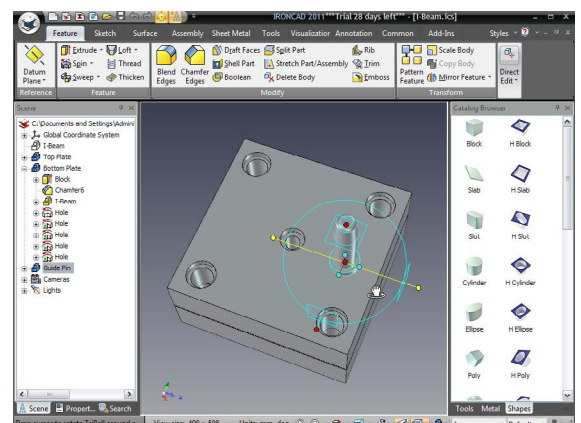 IRONCAD 2011***Trial 28 days left*** - [I-Beam.ics]
Feature Sketch Surface Assembly Sheet Metal Tools Visualization Annotation Common Add-Ins Styles
Extrude Loft Draft Faces Split Part Rib Scale Body
Spin Thread Shell Part Stretch Part/Assembly Trim Copy Body
Sweep Thicken Boolean Delete Body Emboss Mirror Feature
Datum Plane Blend Edges Chamfer Edges Pattern Feature Direct Edit
Reference Feature Modify Transform
Scene Catalog Browser
C:\Documents and Settings\Admini
Global Coordinate System
I-Beam
Top Plate
Bottom Plate
Block
Chamfer6
I-Beam
Hole
Hole
Hole
Hole
Hole
Guide Pin
Cameras
Lights
Block H Block
Slab H Slab
Slut H Slut
Cylinder H Cylinder
Ellipse H Ellipse
Poly H Poly
Scene Propert... Search Tools Metal Shapes